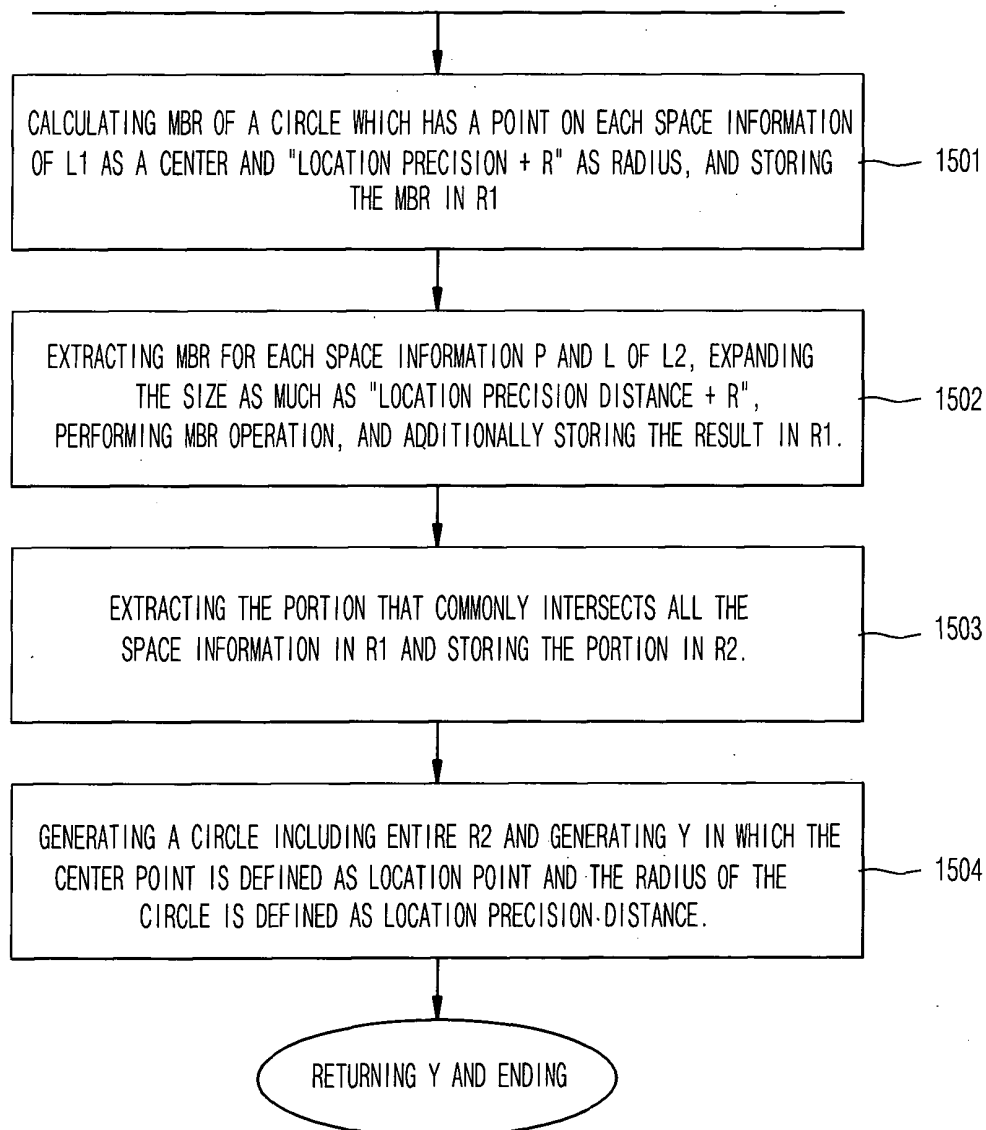 CALCULATING MBR OF A CIRCLE WHICH HAS A POINT ON EACH SPACE INFORMATION
OF L1 AS A CENTER AND "LOCATION PRECISION + R" AS RADIUS, AND STORING
THE MBR IN R1
1501
EXTRACTING MBR FOR EACH SPACE INFORMATION P AND L OF L2, EXPANDING
THE SIZE AS MUCH AS "LOCATION PRECISION DISTANCE + R",
PERFORMING MBR OPERATION, AND ADDITIONALLY STORING THE RESULT IN R1.
1502
EXTRACTING THE PORTION THAT COMMONLY INTERSECTS ALL THE
SPACE INFORMATION IN R1 AND STORING THE PORTION IN R2.
1503
GENERATING A CIRCLE INCLUDING ENTIRE R2 AND GENERATING Y IN WHICH THE
CENTER POINT IS DEFINED AS LOCATION POINT AND THE RADIUS OF THE
CIRCLE IS DEFINED AS LOCATION PRECISION DISTANCE.
1504
RETURNING Y AND ENDING